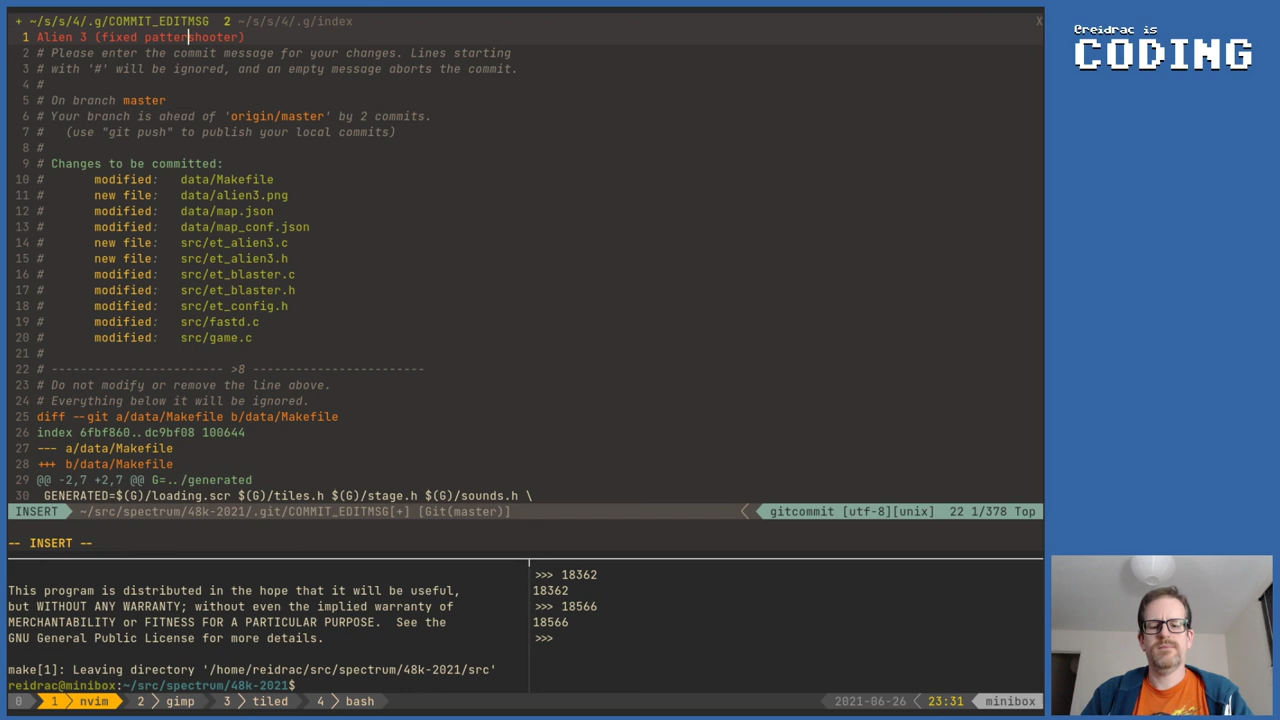 + ~/s/s/4/.g/COMMIT_EDITMSG  2 ~/s/s/4/.g/index X
1 Alien 3 (fixed pattershooter)
2 # Please enter the commit message for your changes. Lines starting
3 # with '#' will be ignored, and an empty message aborts the commit.
4 #
5 # On branch master
6 # Your branch is ahead of 'origin/master' by 2 commits.
7 #   (use "git push" to publish your local commits)
8 #
9 # Changes to be committed:
10 #       modified:   data/Makefile
11 #       new file:   data/alien3.png
12 #       modified:   data/map.json
13 #       modified:   data/map_conf.json
14 #       new file:   src/et_alien3.c
15 #       new file:   src/et_alien3.h
16 #       modified:   src/et_blaster.c
17 #       modified:   src/et_blaster.h
18 #       modified:   src/et_config.h
19 #       modified:   src/fastd.c
20 #       modified:   src/game.c
21 #
22 # ------------------------ >8 ------------------------
23 # Do not modify or remove the line above.
24 # Everything below it will be ignored.
25 diff --git a/data/Makefile b/data/Makefile
26 index 6fbf860..dc9bf08 100644
27 --- a/data/Makefile
28 +++ b/data/Makefile
29 @@ -2,7 +2,7 @@ G=../generated
30  GENERATED=$(G)/loading.scr $(G)/tiles.h $(G)/stage.h $(G)/sounds.h \
INSERT ~/src/spectrum/48k-2021/.git/COMMIT_EDITMSG[+] [Git(master)] gitcommit [utf-8][unix] 22 1/378 Top
-- INSERT --
This program is distributed in the hope that it will be useful,
but WITHOUT ANY WARRANTY; without even the implied warranty of
MERCHANTABILITY or FITNESS FOR A PARTICULAR PURPOSE.  See the
GNU General Public License for more details.
make[1]: Leaving directory '/home/reidrac/src/spectrum/48k-2021/src'
reidrac@minibox:~/src/spectrum/48k-2021$
>>> 18362
18362
>>> 18566
18566
>>>
0 1 nvim 2 gimp 3 tiled 4 bash 2021-06-26 23:31 minibox
@reidrac is
CODING